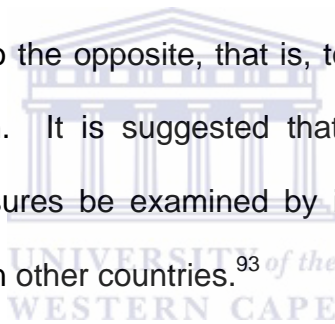 o the opposite, that is, to
. It is suggested that
sures be examined by
n other countries.93
UNIVERSITY of the
WESTERN CAPE